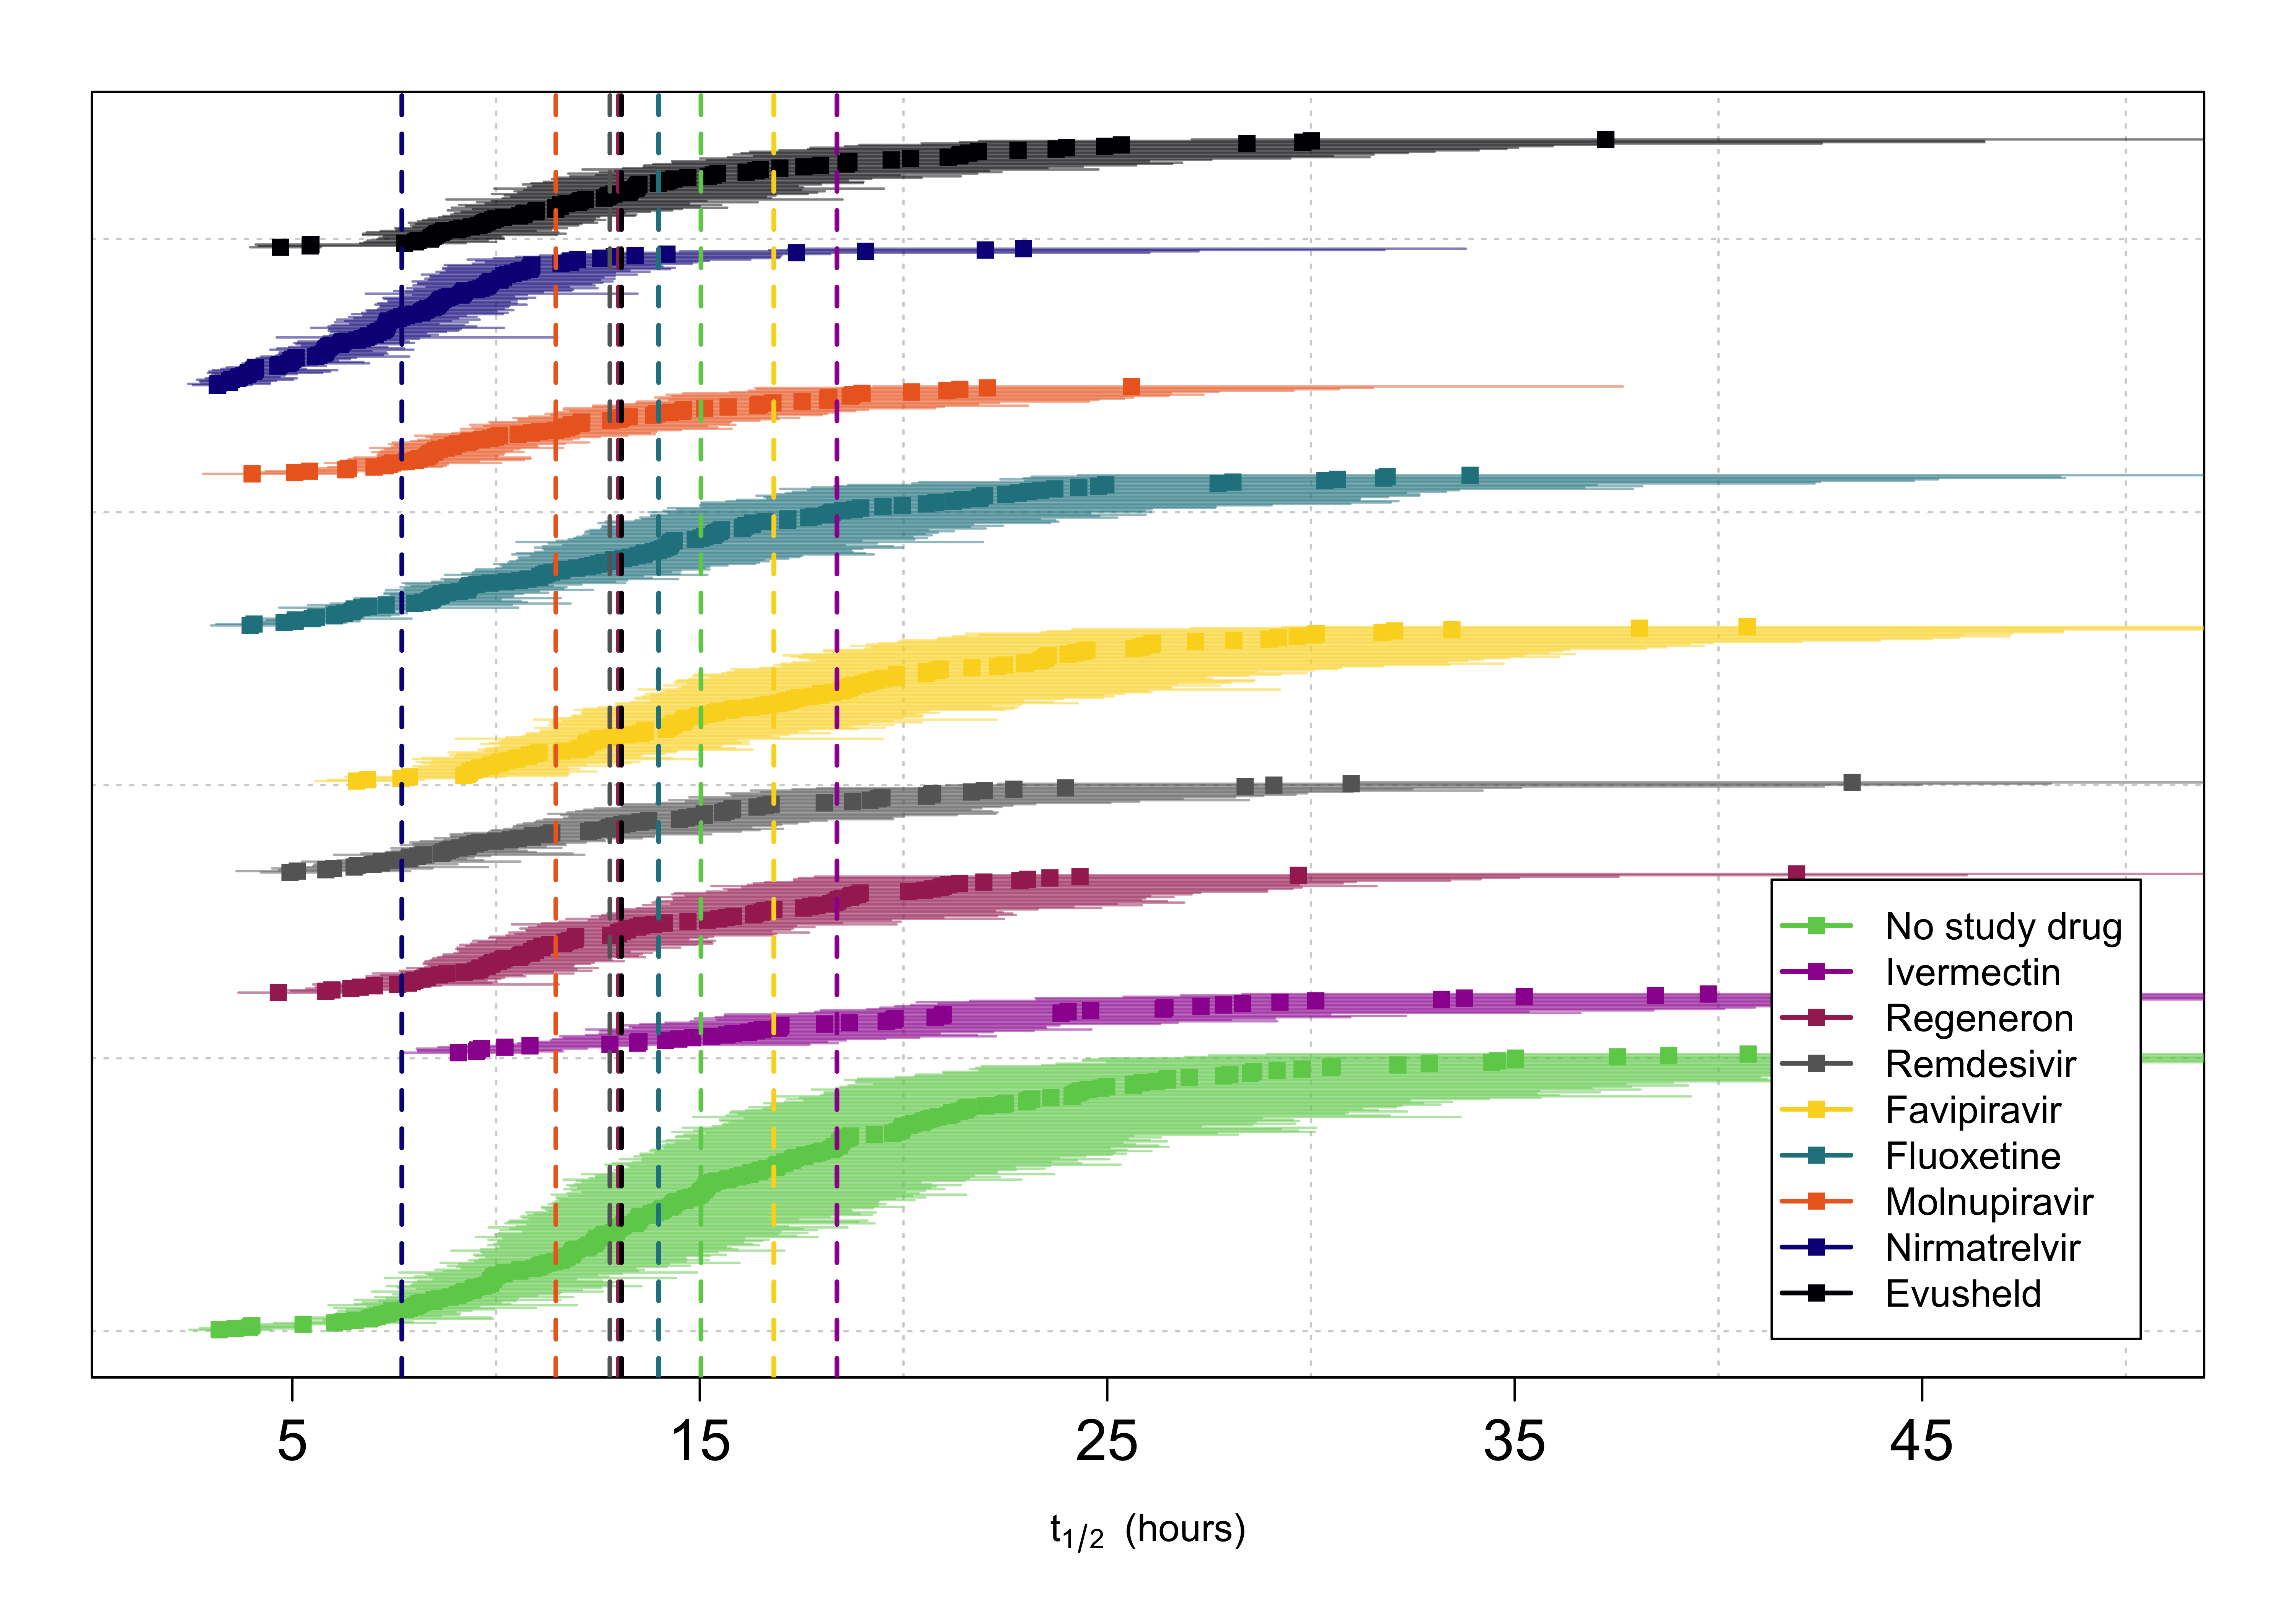 No study drug
Ivermectin
Regeneron
Remdesivir
Favipiravir
Fluoxetine
Molnupiravir
Nirmatrelvir
Evusheld
5 15 25 35 45
t1/2 (hours)